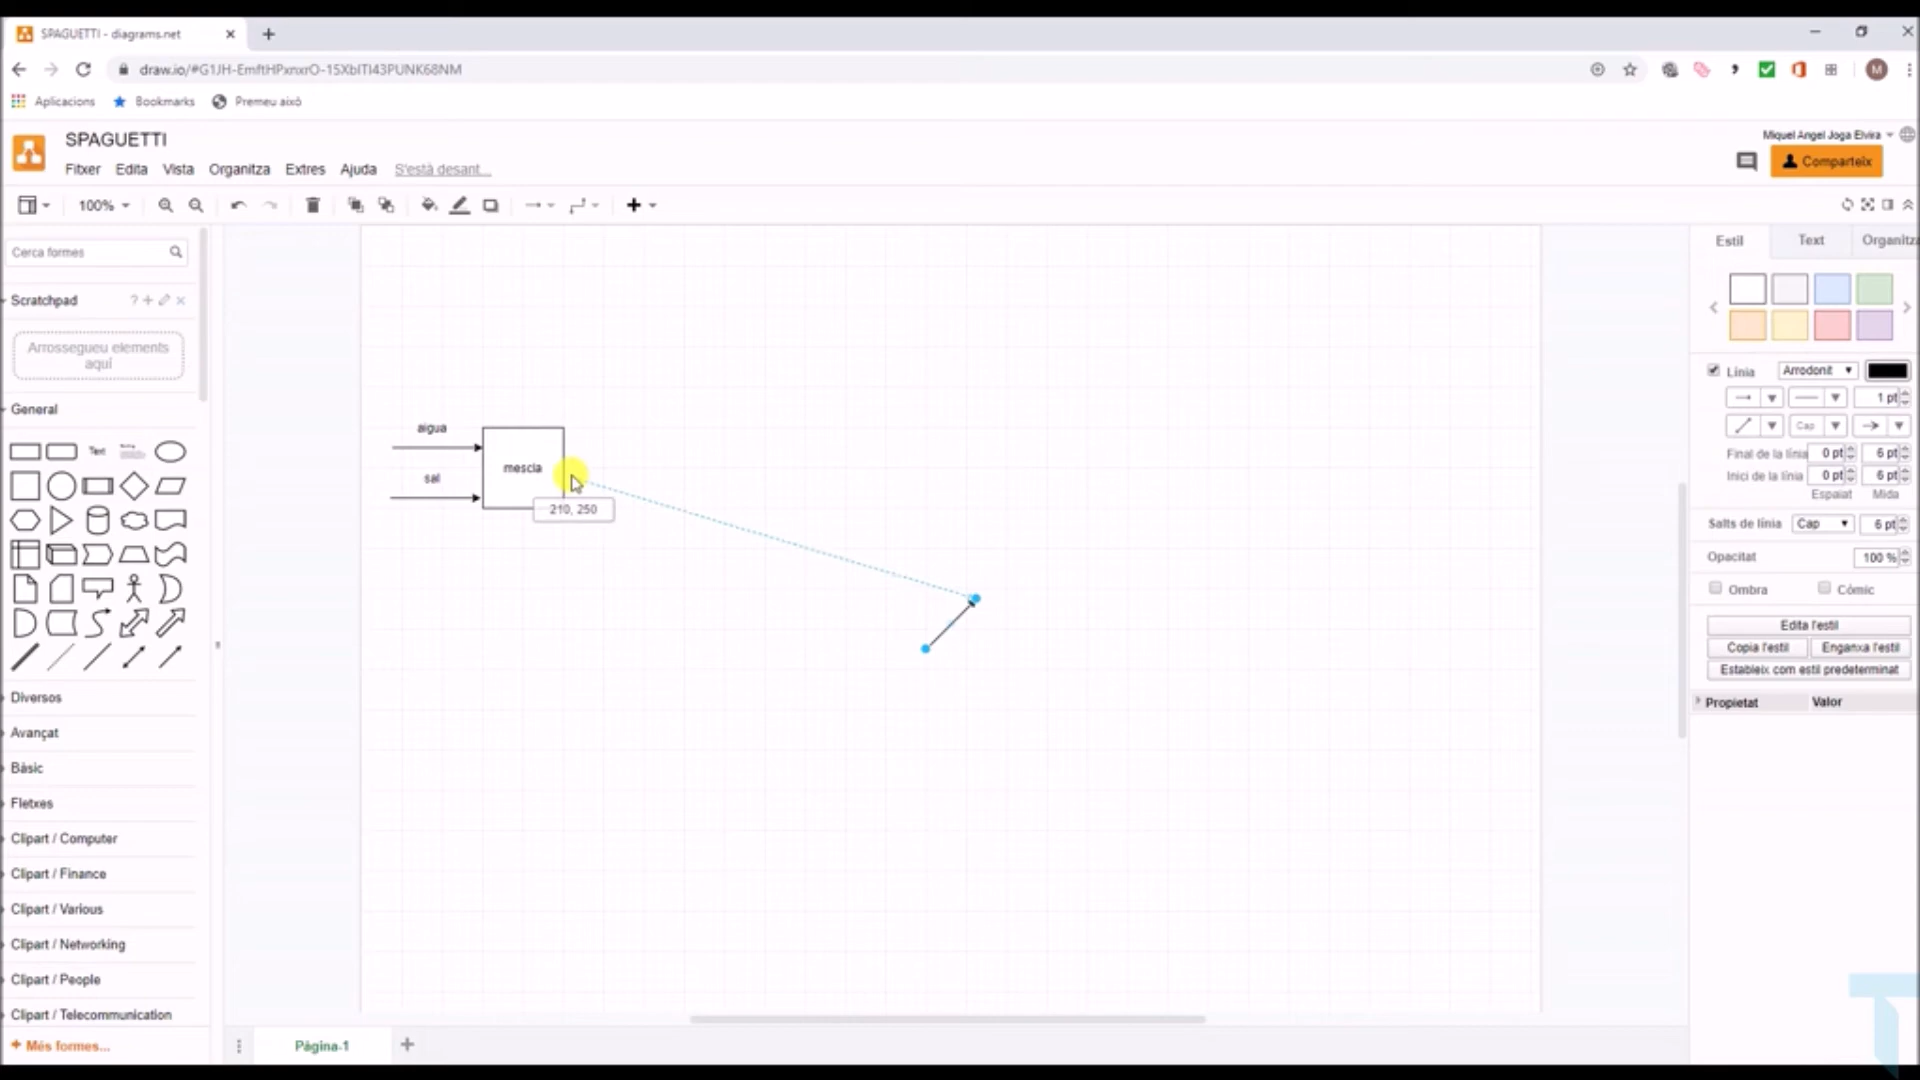 SPAGUETTI - diagrams.net
draw.io/#G1JH-EmftHPxnxrO-15XbITI43PUNK68NM
M
Aplicacions Bookmarks Premeu això
SPAGUETTI
Miquel Angel Joga Elvira
Fitxer Edita Vista Organitza Extres Ajuda S'està desant...
Comparteix
100%
Cerca formes
Estil Text Organitza
Scratchpad
Arrossegueu elements
aquí
General
Text
Línia Arrodonit
1 pt
Cap
Final de la línia 0 pt 6 pt
Inici de la línia 0 pt 6 pt
Espaiat Mida
Salts de línia Cap 6 pt
Opacitat 100 %
Ombra Còmic
Edita l'estil
Copia l'estil Enganxa l'estil
Estableix com estil predeterminat
Propietat Valor
aigua
sal
mescla
210, 250
Diversos
Avançat
Bàsic
Fletxes
Clipart / Computer
Clipart / Finance
Clipart / Various
Clipart / Networking
Clipart / People
Clipart / Telecommunication
+ Més formes...
Pàgina-1